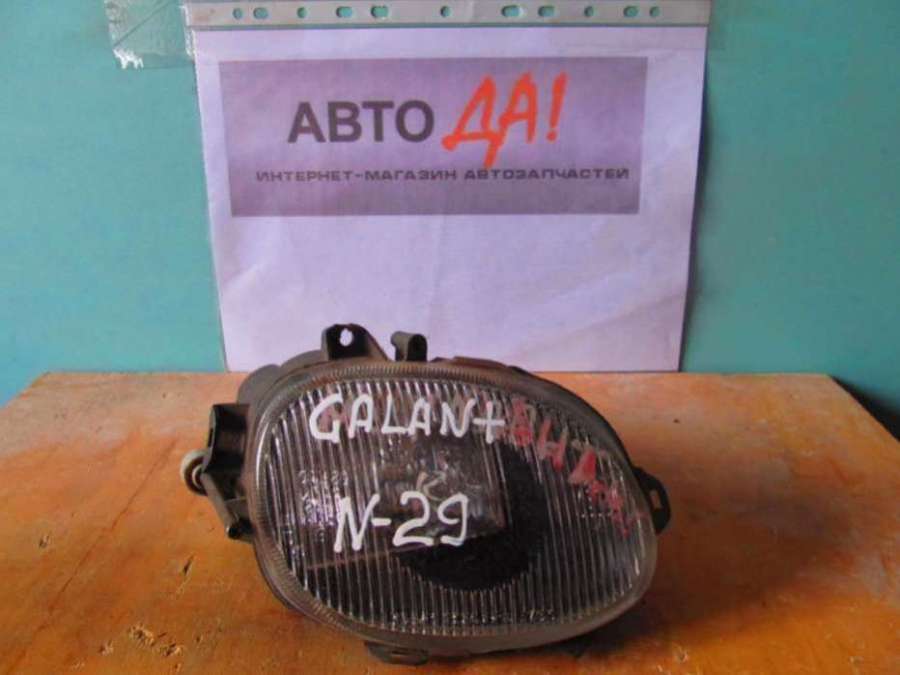 АВТО ДА!
ИНТЕРНЕТ-МАГАЗИН АВТОЗАПЧАСТЕЙ
GALANT
N-29